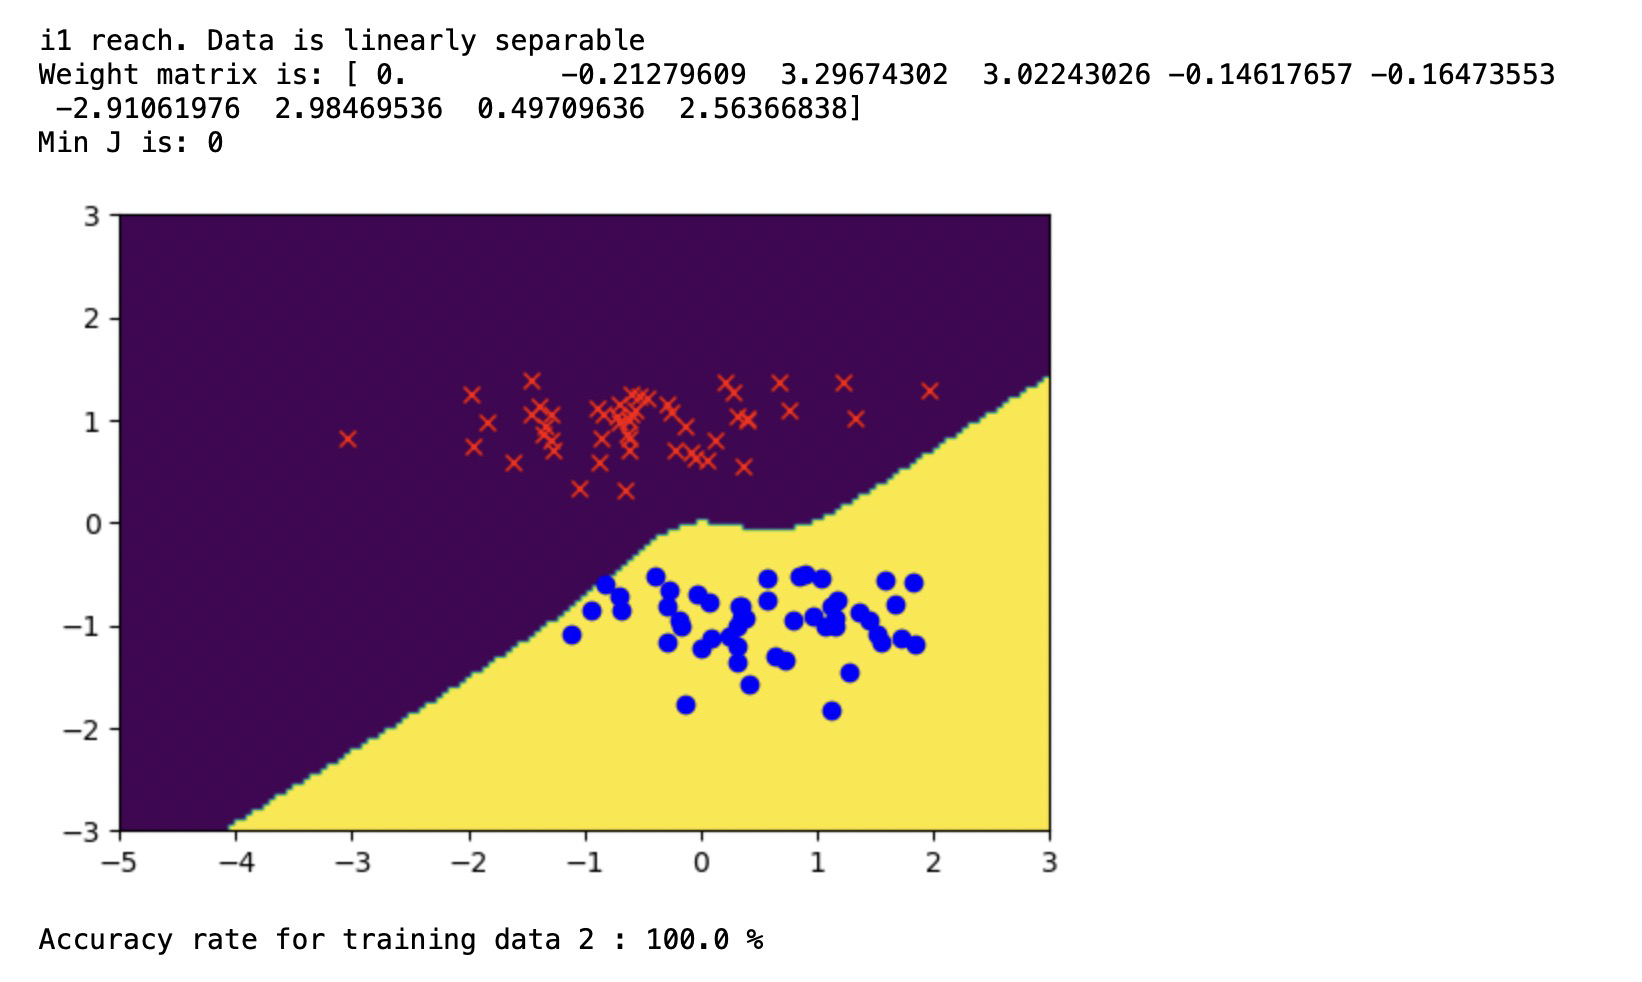 i1 reach. Data is linearly separable
Weight matrix is: [ 0.         -0.21279609  3.29674302  3.02243026 -0.14617657 -0.16473553
 -2.91061976  2.98469536  0.49709636  2.56366838]
Min J is: 0
3
2
1
0
−1
−2
−3
−5 −4 −3 −2 −1 0 1 2 3
Accuracy rate for training data 2 : 100.0 %